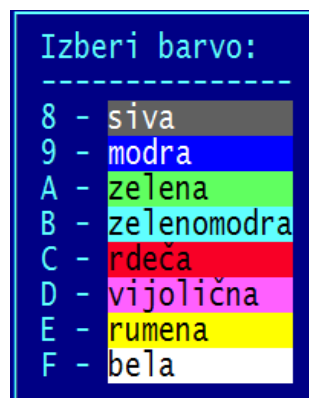 Izberi barvo:
---------------
8 - siva
9 - modra
A - zelena
B - zelenomodra
C - rdeča
D - vijolična
E - rumena
F - bela